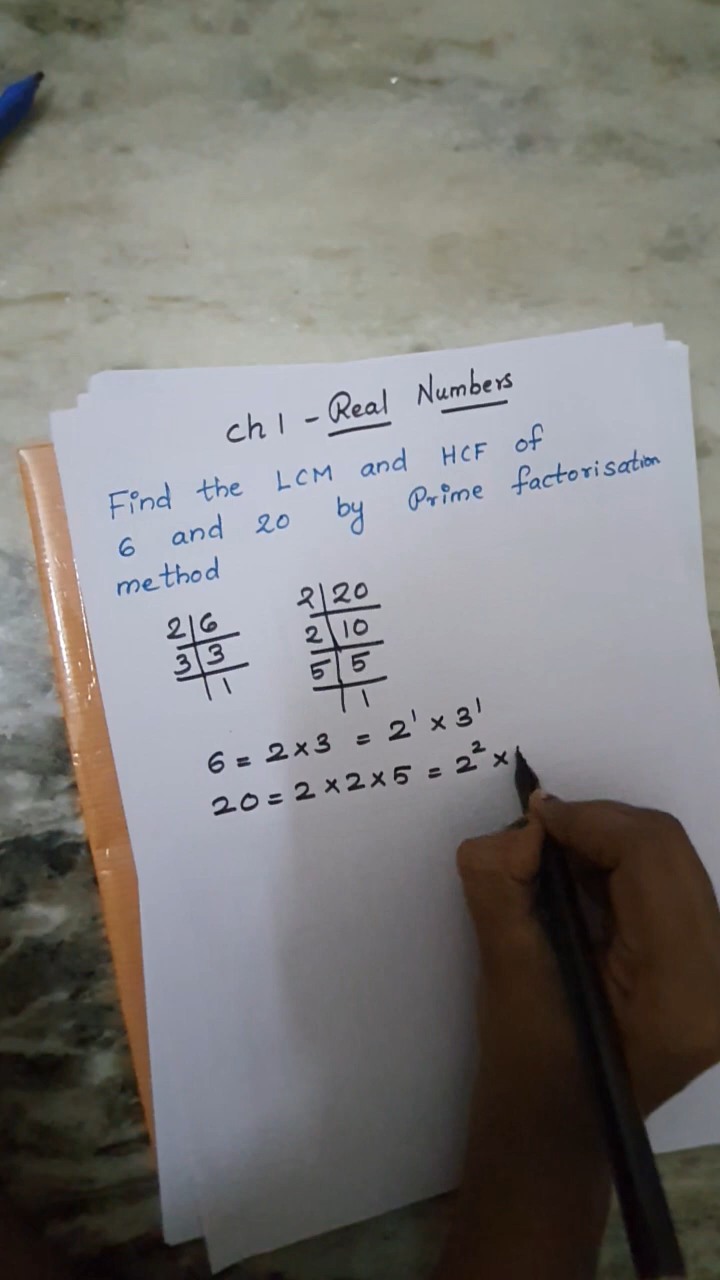 Ch 1 - Real Numbers
Find the LCM and HCF of
6 and 20 by Prime factorisation
method
2 | 6
3 | 3
| 1
2 | 20
2 | 10
5 | 5
| 1
6 = 2 × 3 = 2¹ × 3¹
20 = 2 × 2 × 5 = 2² ×